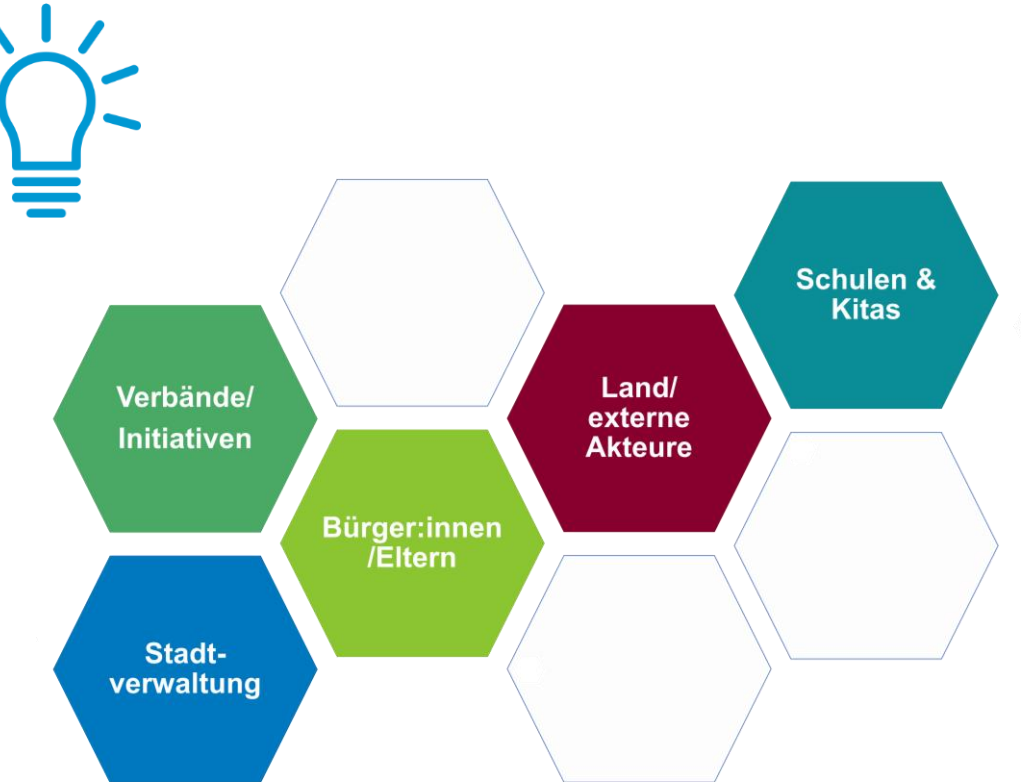 Schulen &
Kitas
Verbände/
Initiativen
Land/
externe
Akteure
Bürger:innen
/Eltern
Stadt-
verwaltung